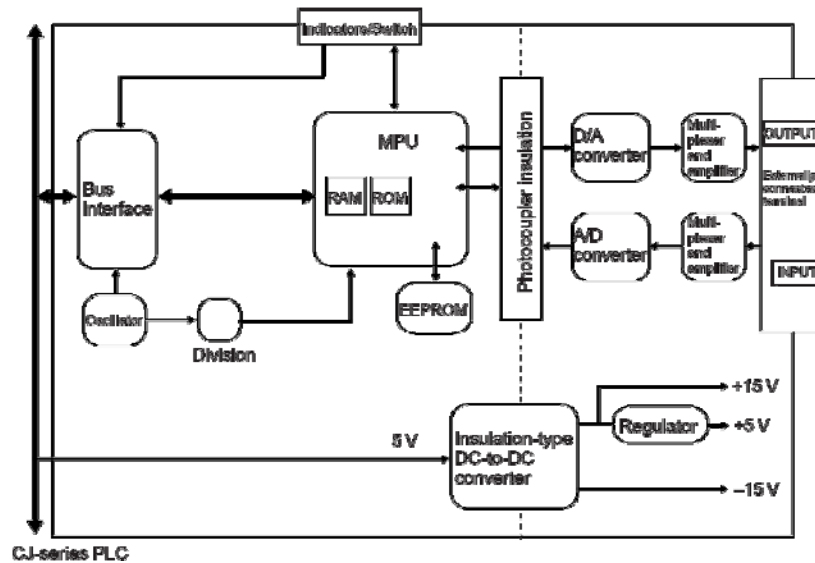 Indicators/Switch
MPU
RAM
ROM
Bus
Interface
Oscillator
Division
EEPROM
Photocoupler insulation
D/A
converter
Multi-
plexer
and
amplifier
OUTPUT
A/D
converter
Multi-
plexer
and
amplifier
Externally
connected
terminal
INPUT
5 V
Insulation-type
DC-to-DC
converter
Regulator
+15 V
+5 V
–15 V
CJ-series PLC